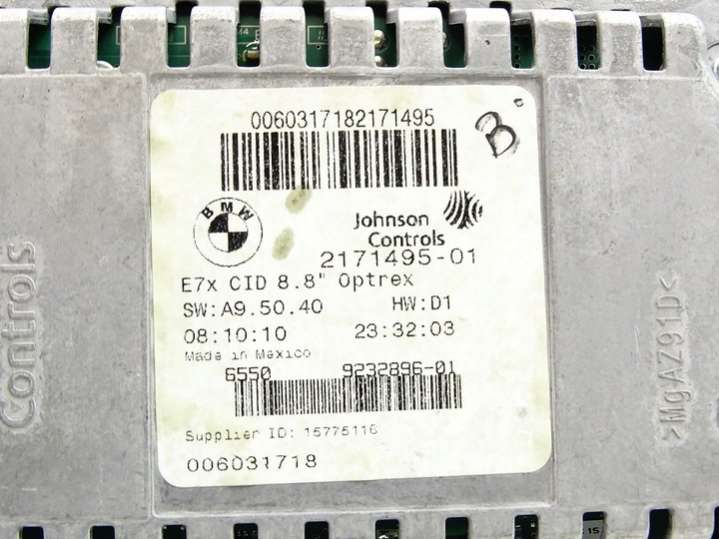 0060317182171495
B
BMW
Johnson
Controls
2171495-01
E7x CID 8.8" Optrex
SW:A9.50.40 HW:D1
08:10:10 23:32:03
Made in Mexico
6550 9232896-01
Supplier ID: 15775116
006031718
Controls
>MgAZ91D<